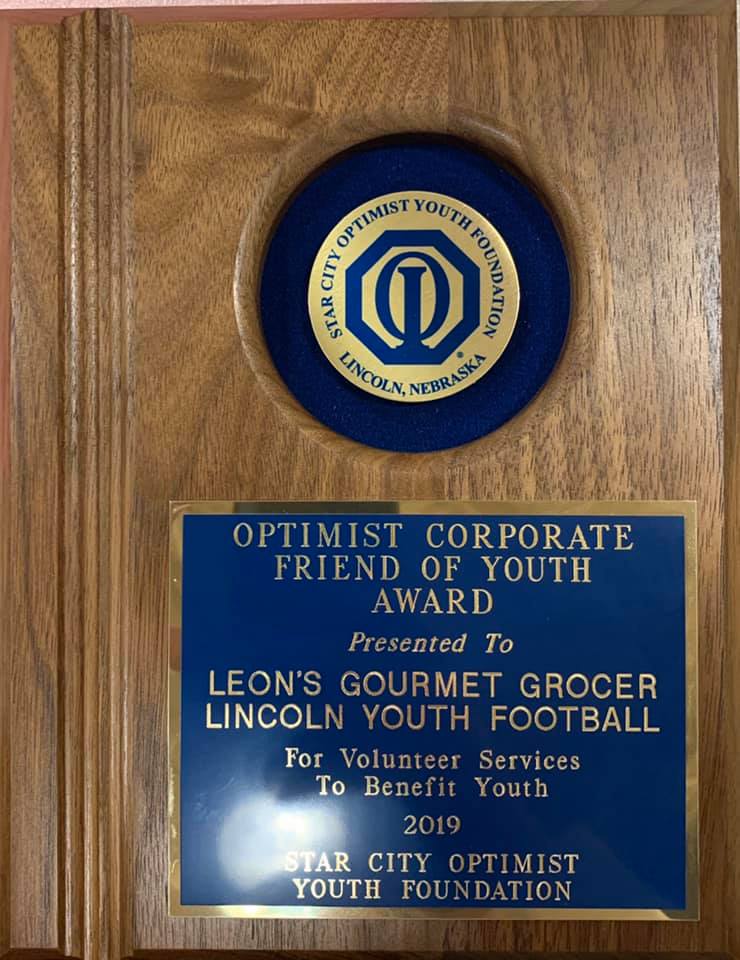 STAR CITY OPTIMIST YOUTH FOUNDATION
LINCOLN, NEBRASKA
®
OPTIMIST CORPORATE
FRIEND OF YOUTH
AWARD
Presented To
LEON'S GOURMET GROCER
LINCOLN YOUTH FOOTBALL
For Volunteer Services
To Benefit Youth
2019
STAR CITY OPTIMIST
YOUTH FOUNDATION